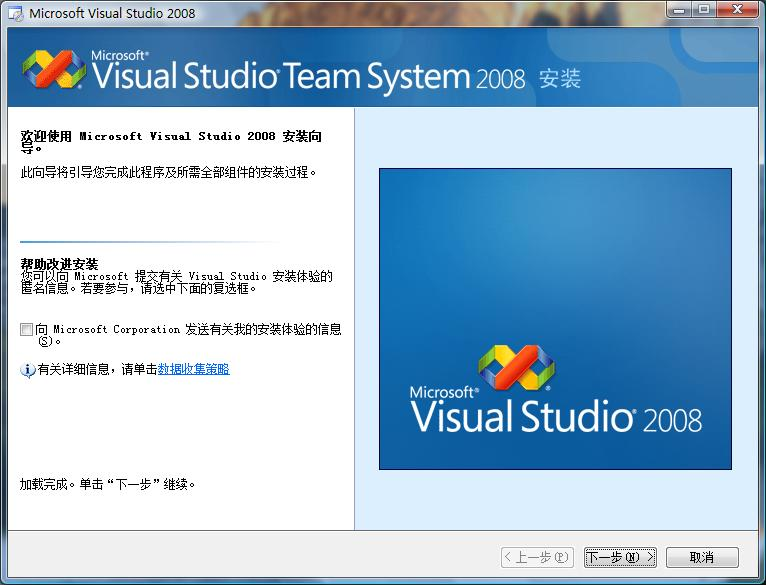 Microsoft Visual Studio 2008
Microsoft®
Visual Studio® Team System 2008 安装
欢迎使用 Microsoft Visual Studio 2008 安装向
导。
此向导将引导您完成此程序及所需全部组件的安装过程。
帮助改进安装
您可以向 Microsoft 提交有关 Visual Studio 安装体验的
匿名信息。若要参与，请选中下面的复选框。
向 Microsoft Corporation 发送有关我的安装体验的信息
(S)。
有关详细信息，请单击数据收集策略
加载完成。单击“下一步”继续。
Microsoft®
Visual Studio® 2008
< 上一步 (P)
下一步 (N) >
取消